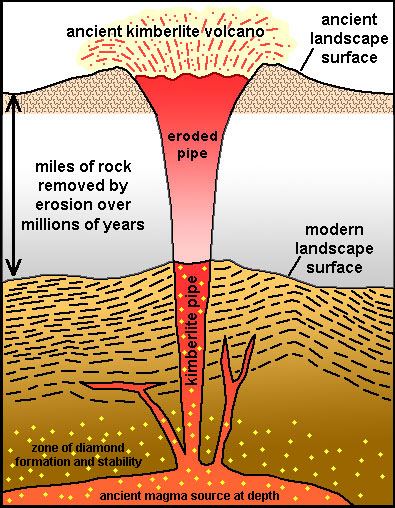 ancient kimberlite volcano
ancient
landscape
surface
eroded
pipe
miles of rock
removed by
erosion over
millions of years
modern
landscape
surface
kimberlite pipe
zone of diamond
formation and stability
ancient magma source at depth